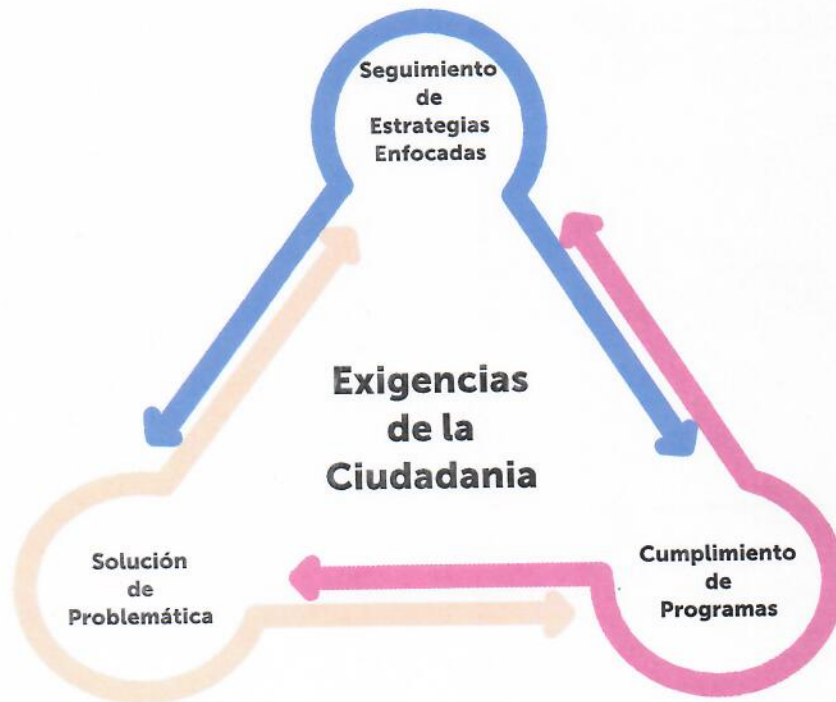 Seguimiento
de
Estrategias
Enfocadas
Exigencias
de la
Ciudadania
Solución
de
Problemática
Cumplimiento
de
Programas